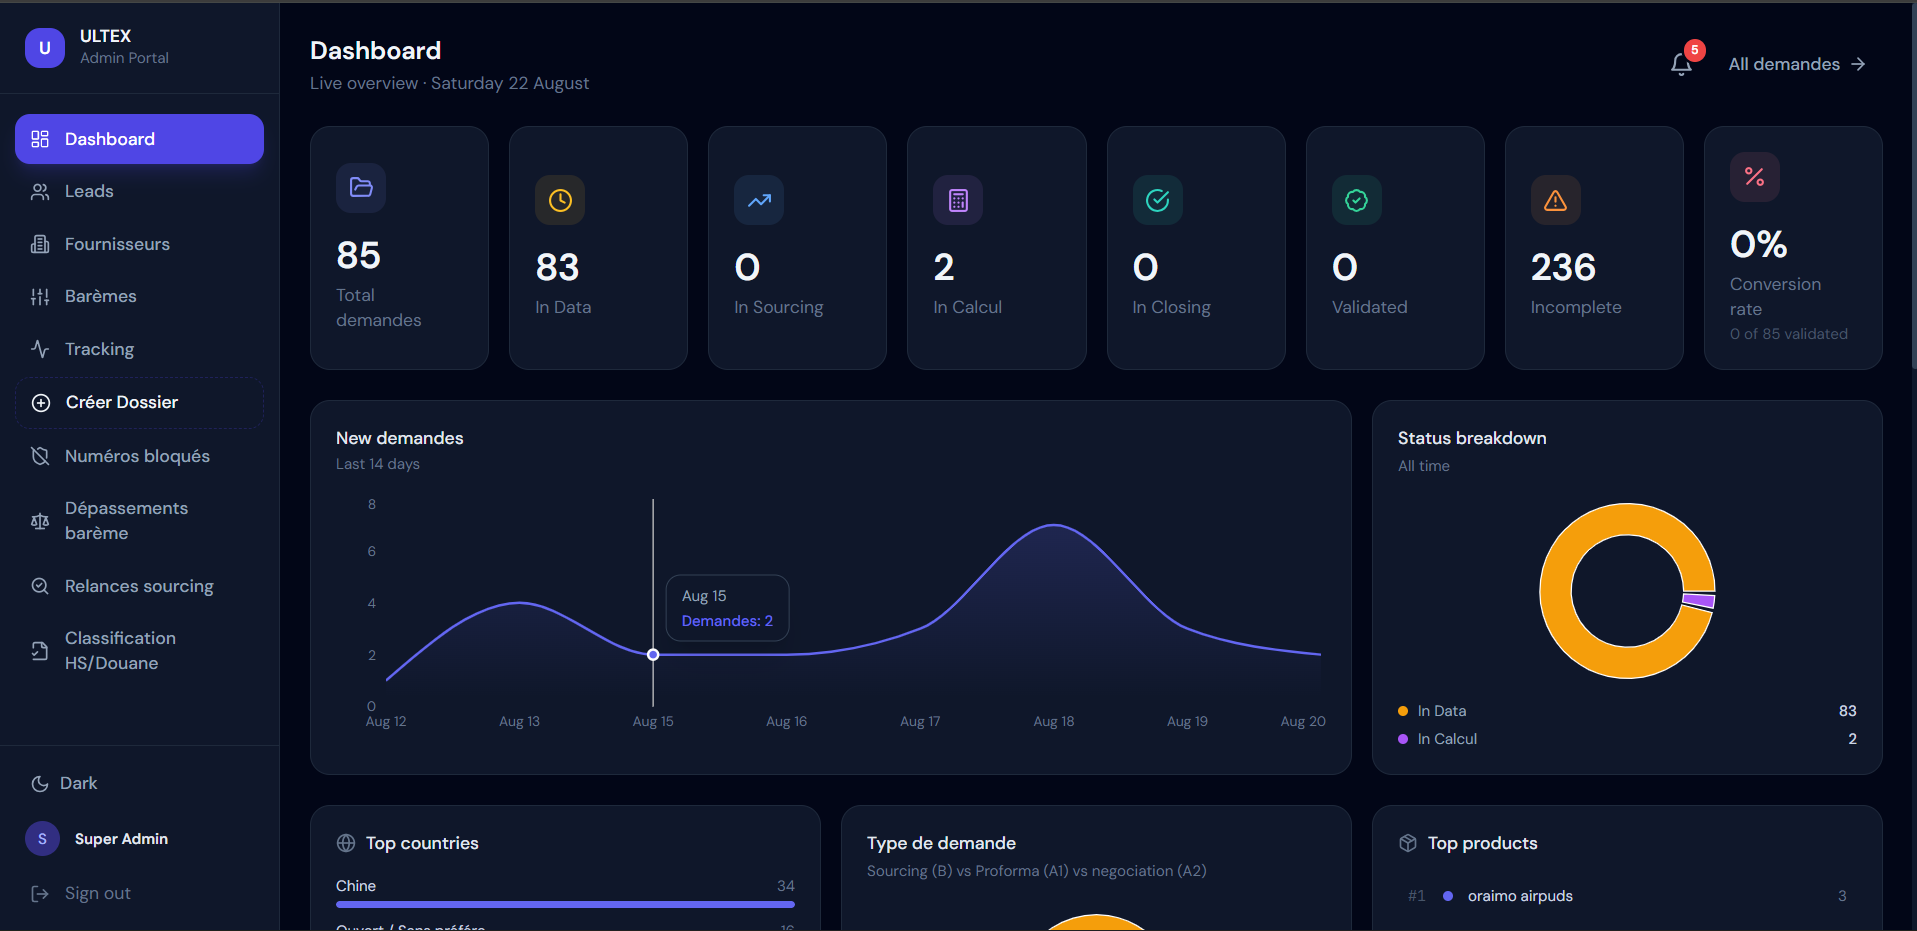 U
ULTEX
Admin Portal
Dashboard
Leads
Fournisseurs
Barèmes
Tracking
Créer Dossier
Numéros bloqués
Dépassements
barème
Relances sourcing
Classification
HS/Douane
Dark
S
Super Admin
Sign out
Dashboard
Live overview · Saturday 22 August
5
All demandes
85
Total
demandes
83
In Data
0
In Sourcing
2
In Calcul
0
In Closing
0
Validated
236
Incomplete
0%
Conversion
rate
0 of 85 validated
New demandes
Last 14 days
8
6
4
2
0
Aug 15
Demandes: 2
Aug 12
Aug 13
Aug 15
Aug 16
Aug 17
Aug 18
Aug 19
Aug 20
Status breakdown
All time
In Data 83
In Calcul 2
Top countries
Chine 34
Ouvert / Sans préfére 16
Type de demande
Sourcing (B) vs Proforma (A1) vs negociation (A2)
Top products
#1 oraimo airpuds 3